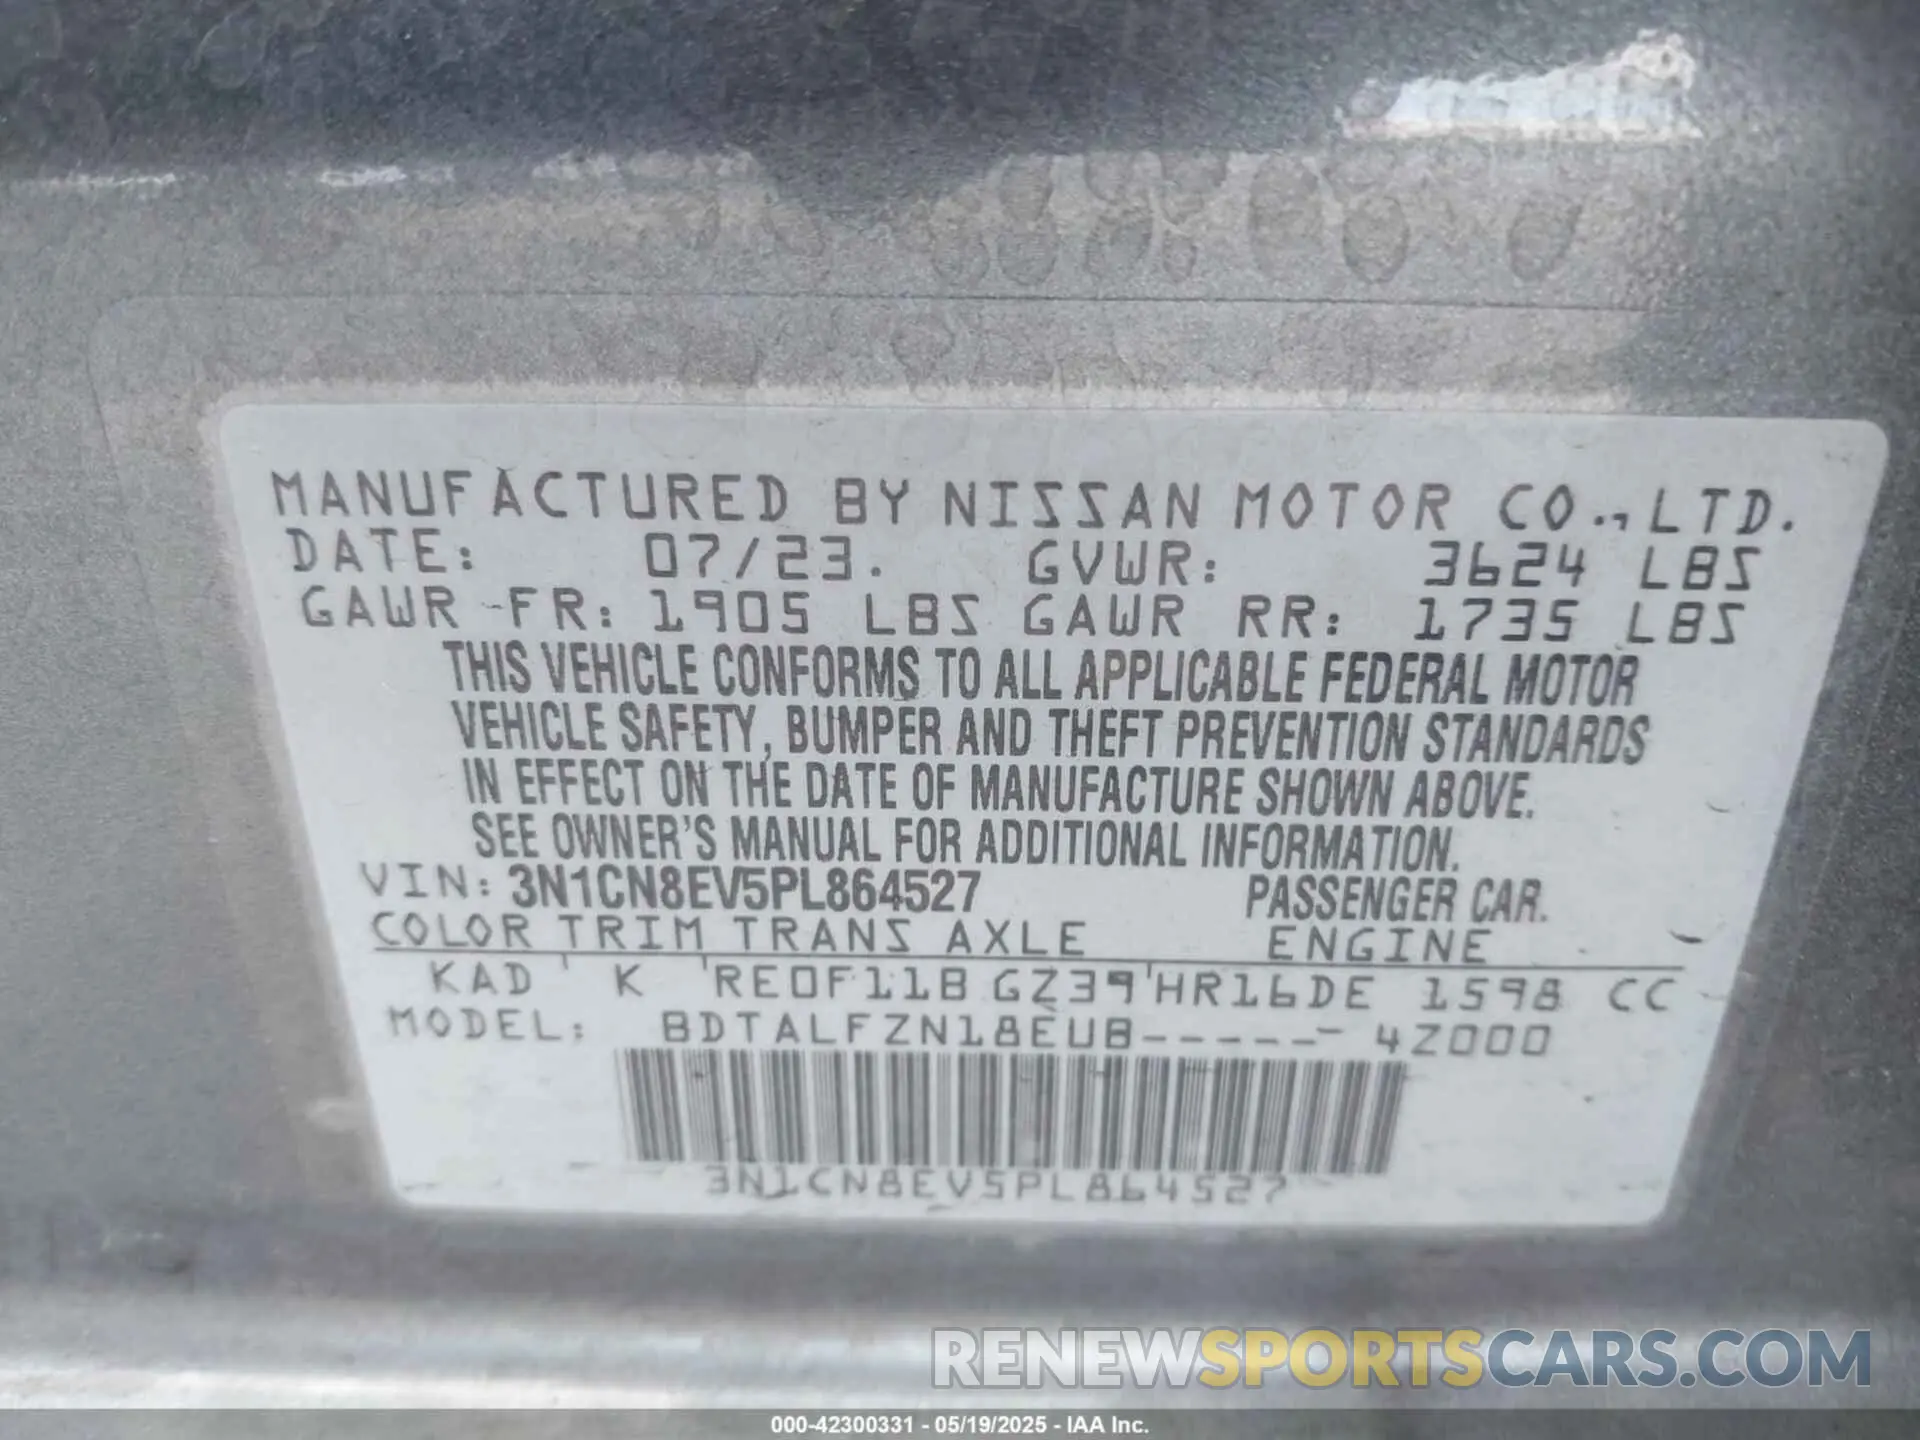 MANUFACTURED BY NISSAN MOTOR CO., LTD.
DATE: 07/23. GVWR: 3624 LBS
GAWR FR: 1905 LBS GAWR RR: 1735 LBS
THIS VEHICLE CONFORMS TO ALL APPLICABLE FEDERAL MOTOR
VEHICLE SAFETY, BUMPER AND THEFT PREVENTION STANDARDS
IN EFFECT ON THE DATE OF MANUFACTURE SHOWN ABOVE.
SEE OWNER'S MANUAL FOR ADDITIONAL INFORMATION.
VIN: 3N1CN8EV5PL864527 PASSENGER CAR.
COLOR TRIM TRANS AXLE ENGINE
KAD ' K 'RE0F11B GZ39'HR16DE 1598 CC
MODEL: BDTALFZN18EUB------ 4Z000
3N1CN8EV5PL864527
RENEWSPORTSCARS.COM
000-42300331 - 05/19/2025 - IAA Inc.